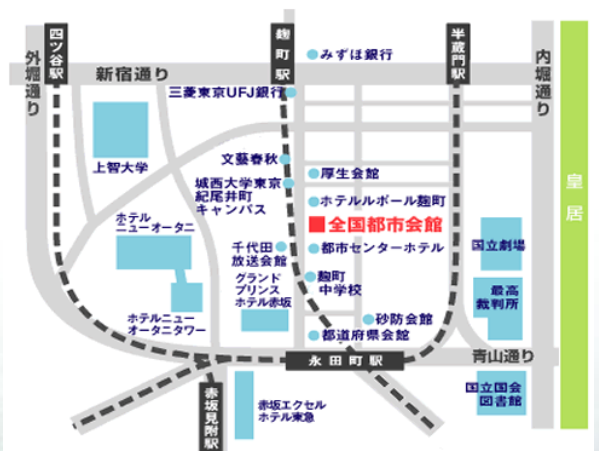 四ツ谷駅
麹町駅
半蔵門駅
外堀通り
内堀通り
みずほ銀行
新宿通り
三菱東京UFJ銀行
上智大学
文藝春秋
厚生会館
城西大学東京
紀尾井町
キャンパス
ホテルルポール麹町
皇居
ホテル
ニューオータニ
■全国都市会館
千代田
放送会館
都市センターホテル
国立劇場
グランド
プリンス
ホテル赤坂
麹町
中学校
最高
裁判所
ホテルニュー
オータニタワー
砂防会館
都道府県会館
永田町駅
青山通り
赤坂見附駅
赤坂エクセル
ホテル東急
国立国会
図書館